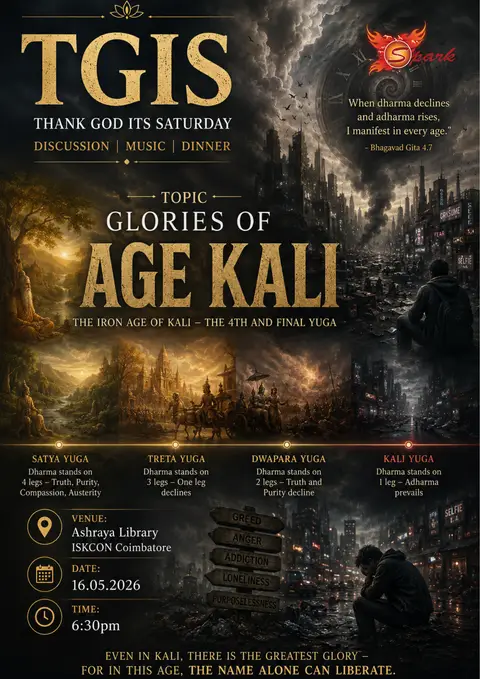 TGIS
THANK GOD ITS SATURDAY
DISCUSSION | MUSIC | DINNER
Spark
When dharma declines
and adharma rises,
I manifest in every age."
- Bhagavad Gita 4.7
TOPIC
GLORIES OF
AGE KALI
THE IRON AGE OF KALI – THE 4TH AND FINAL YUGA
SELFIE
SATYA YUGA
Dharma stands on
4 legs – Truth, Purity,
Compassion, Austerity
TRETA YUGA
Dharma stands on
3 legs – One leg
declines
DWAPARA YUGA
Dharma stands on
2 legs – Truth and
Purity decline
KALI YUGA
Dharma stands on
1 leg – Adharma
prevails
VENUE:
Ashraya Library
ISKCON Coimbatore
DATE:
16.05.2026
TIME:
6:30pm
GREED
ANGER
ADDICTION
LONELINESS
PURPOSELESSNESS
SELFIE
EVEN IN KALI, THERE IS THE GREATEST GLORY –
FOR IN THIS AGE, THE NAME ALONE CAN LIBERATE.